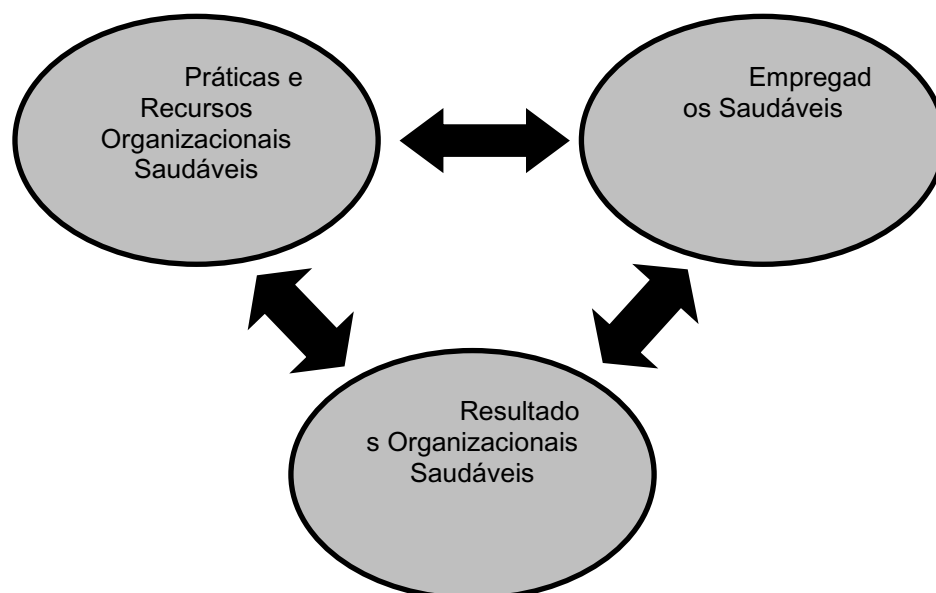 Práticas e
Recursos
Organizacionais
Saudáveis
Empregad
os Saudáveis
Resultado
s Organizacionais
Saudáveis